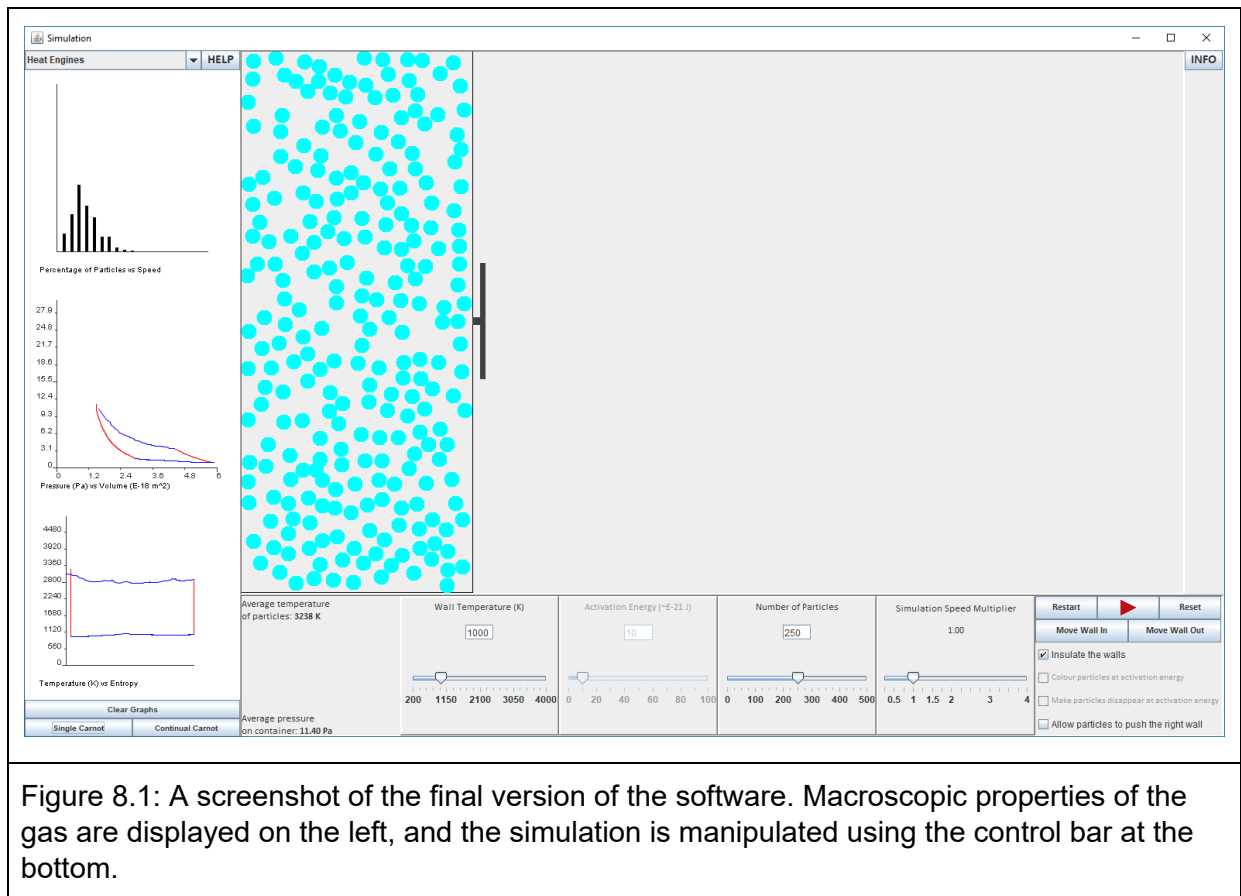 Simulation
Heat Engines
HELP
INFO
Percentage of Particles vs Speed
27.9
24.8
21.7
18.6
15.5
12.4
9.3
6.2
3.1
0
0 1.2 2.4 3.6 4.8 6
Pressure (Pa) vs Volume (E-18 m^2)
4480
3920
3360
2800
2240
1680
1120
560
0
Temperature (K) vs Entropy
Clear Graphs
Single Carnot Continual Carnot
Average temperature
of particles: 3238 K
Average pressure
on container: 11.40 Pa
Wall Temperature (K)
1000
200 1150 2100 3050 4000
Activation Energy (~E-21 J)
10
0 20 40 60 80 100
Number of Particles
250
0 100 200 300 400 500
Simulation Speed Multiplier
1.00
0.5 1 1.5 2 3 4
Restart Reset
Move Wall In Move Wall Out
Insulate the walls
Colour particles at activation energy
Make particles disappear at activation energy
Allow particles to push the right wall
Figure 8.1: A screenshot of the final version of the software. Macroscopic properties of the
gas are displayed on the left, and the simulation is manipulated using the control bar at the
bottom.